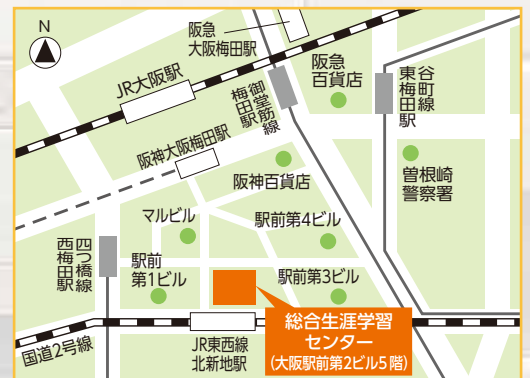 N
阪急
大阪梅田駅
JR大阪駅
御堂筋線
梅田駅
阪急
百貨店
谷町線
東梅田駅
阪神大阪梅田駅
阪神百貨店
曽根崎
警察署
マルビル
駅前第4ビル
四つ橋線
西梅田駅
駅前
第1ビル
駅前第3ビル
総合生涯学習
センター
(大阪駅前第2ビル5階)
国道2号線
JR東西線
北新地駅